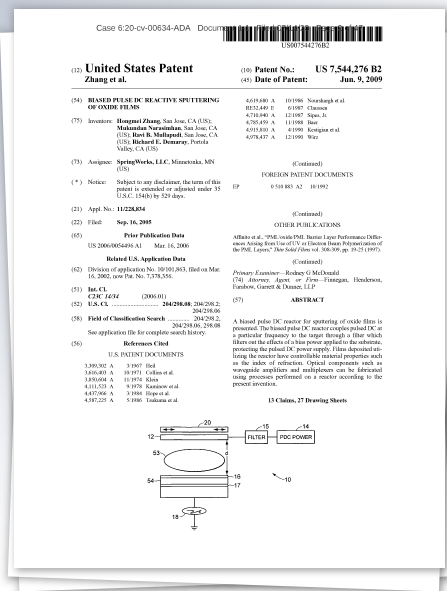 Case 6:20-cv-00634-ADA
US007544276B2
(12) United States Patent
Zhang et al.
(10) Patent No.: US 7,544,276 B2
(45) Date of Patent: Jun. 9, 2009
(54) BIASED PULSE DC REACTIVE SPUTTERING
OF OXIDE FILMS
(75) Inventors: Hongmei Zhang, San Jose, CA (US);
Mukundan Narasimhan, San Jose, CA
(US); Ravi B. Mullapudi, San Jose, CA
(US); Richard E. Demaray, Portola
Valley, CA (US)
(73) Assignee: SpringWorks, LLC, Minnetonka, MN
(US)
( * ) Notice: Subject to any disclaimer, the term of this
patent is extended or adjusted under 35
U.S.C. 154(b) by 529 days.
(21) Appl. No.: 11/228,834
(22) Filed: Sep. 16, 2005
(65) Prior Publication Data
US 2006/0054496 A1 Mar. 16, 2006
Related U.S. Application Data
(62) Division of application No. 10/101,863, filed on Mar.
16, 2002, now Pat. No. 7,378,356.
(51) Int. Cl.
C23C 14/34 (2006.01)
(52) U.S. Cl. .................... 204/298.08; 204/298.2;
204/298.06
(58) Field of Classification Search ............ 204/298.2,
204/298.06, 298.08
See application file for complete search history.
(56) References Cited
U.S. PATENT DOCUMENTS
3,309,302 A 3/1967 Heil
3,616,403 A 10/1971 Collins et al.
3,850,604 A 11/1974 Klein
4,111,523 A 9/1978 Kaminow et al.
4,437,966 A 3/1984 Hope et al.
4,587,225 A 5/1986 Tsukuma et al.
4,619,680 A 10/1986 Nourshargh et al.
RE32,449 E 6/1987 Claussen
4,710,940 A 12/1987 Sipes, Jr.
4,785,459 A 11/1988 Baer
4,915,810 A 4/1990 Kestigian et al.
4,978,437 A 12/1990 Wirz
(Continued)
FOREIGN PATENT DOCUMENTS
EP 0 510 883 A2 10/1992
(Continued)
OTHER PUBLICATIONS
Affinito et al., "PML/oxide/PML Barrier Layer Performance Differ-
ences Arising from Use of UV or Electron Beam Polymerization of
the PML Layers," Thin Solid Films vol. 308-309, pp. 19-25 (1997).
(Continued)
Primary Examiner—Rodney G McDonald
(74) Attorney, Agent, or Firm—Finnegan, Henderson,
Farabow, Garrett & Dunner, LLP
(57) ABSTRACT
A biased pulse DC reactor for sputtering of oxide films is
presented. The biased pulse DC reactor couples pulsed DC at
a particular frequency to the target through a filter which
filters out the effects of a bias power applied to the substrate,
protecting the pulsed DC power supply. Films deposited uti-
lizing the reactor have controllable material properties such
as the index of refraction. Optical components such as
waveguide amplifiers and multiplexers can be fabricated
using processes performed on a reactor according to the
present invention.
13 Claims, 27 Drawing Sheets
20
12
15
FILTER
14
PDC POWER
53
d
54
16
17
10
18